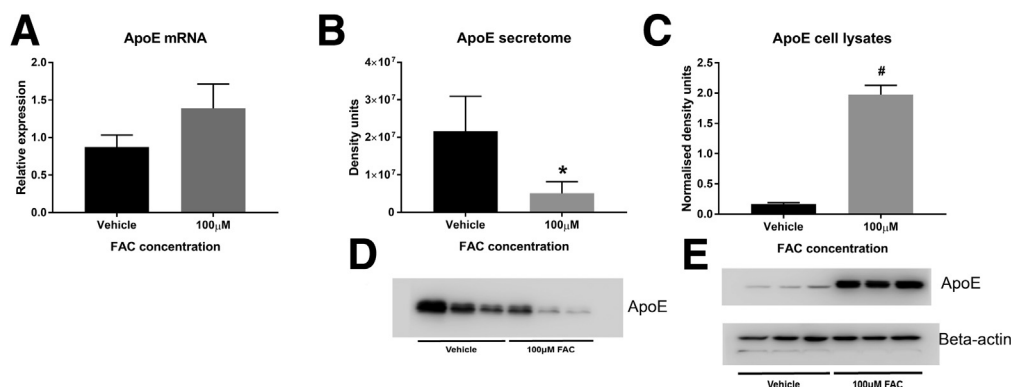 A
ApoE mRNA
Relative expression
2.0
1.5
1.0
0.5
0.0
Vehicle
100μM
FAC concentration
B
ApoE secretome
Density units
4×10⁷
3×10⁷
2×10⁷
1×10⁷
0
*
Vehicle
100μM
FAC concentration
C
ApoE cell lysates
Normalised density units
2.5
2.0
1.5
1.0
0.5
0.0
#
Vehicle
100μM
FAC concentration
D
ApoE
Vehicle
100μM FAC
E
ApoE
Beta-actin
Vehicle
100μM FAC